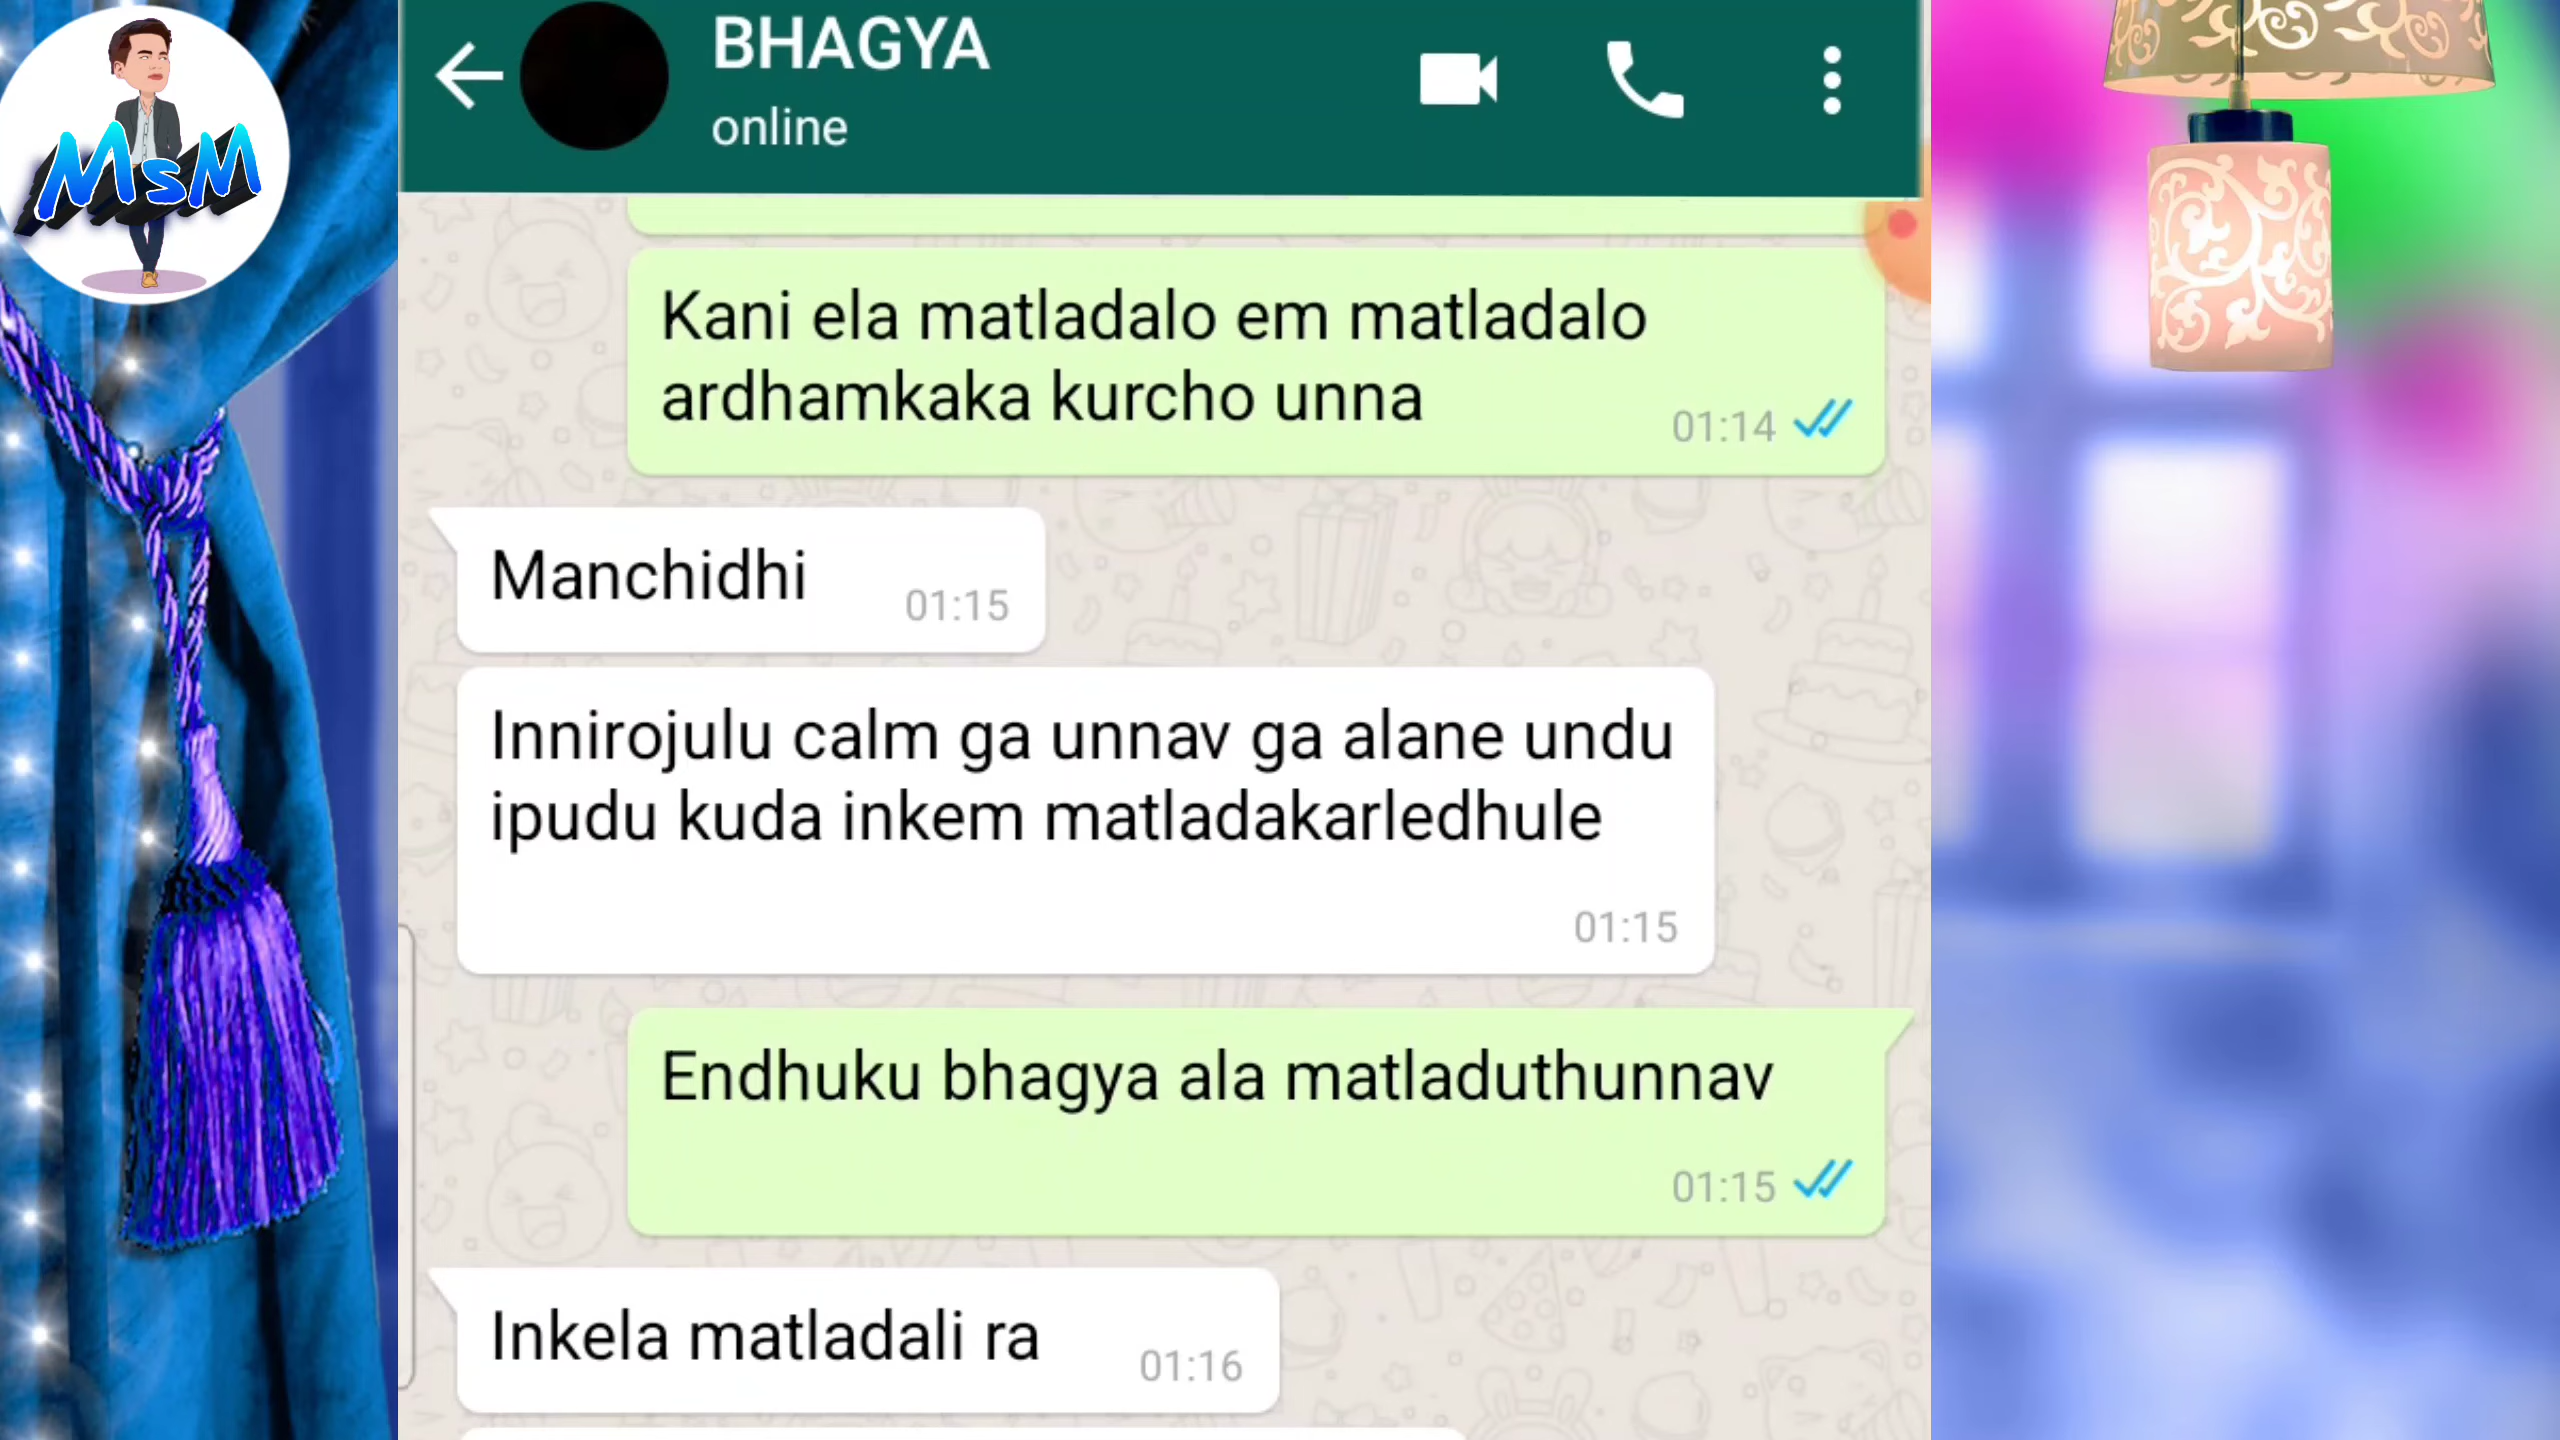 MSM
BHAGYA
online
Kani ela matladalo em matladalo
ardhamkaka kurcho unna
01:14
Manchidhi
01:15
Innirojulu calm ga unnav ga alane undu
ipudu kuda inkem matladakarledhule
01:15
Endhuku bhagya ala matladuthunnav
01:15
Inkela matladali ra
01:16